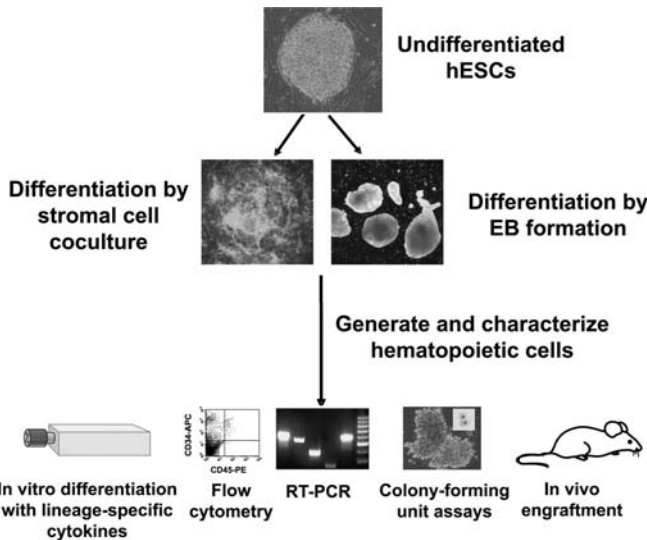 Undifferentiated
hESCs
Differentiation by
stromal cell
coculture
Differentiation by
EB formation
Generate and characterize
hematopoietic cells
CD34-APC
CD45-PE
In vitro differentiation
with lineage-specific
cytokines
Flow
cytometry
RT-PCR
Colony-forming
unit assays
In vivo
engraftment